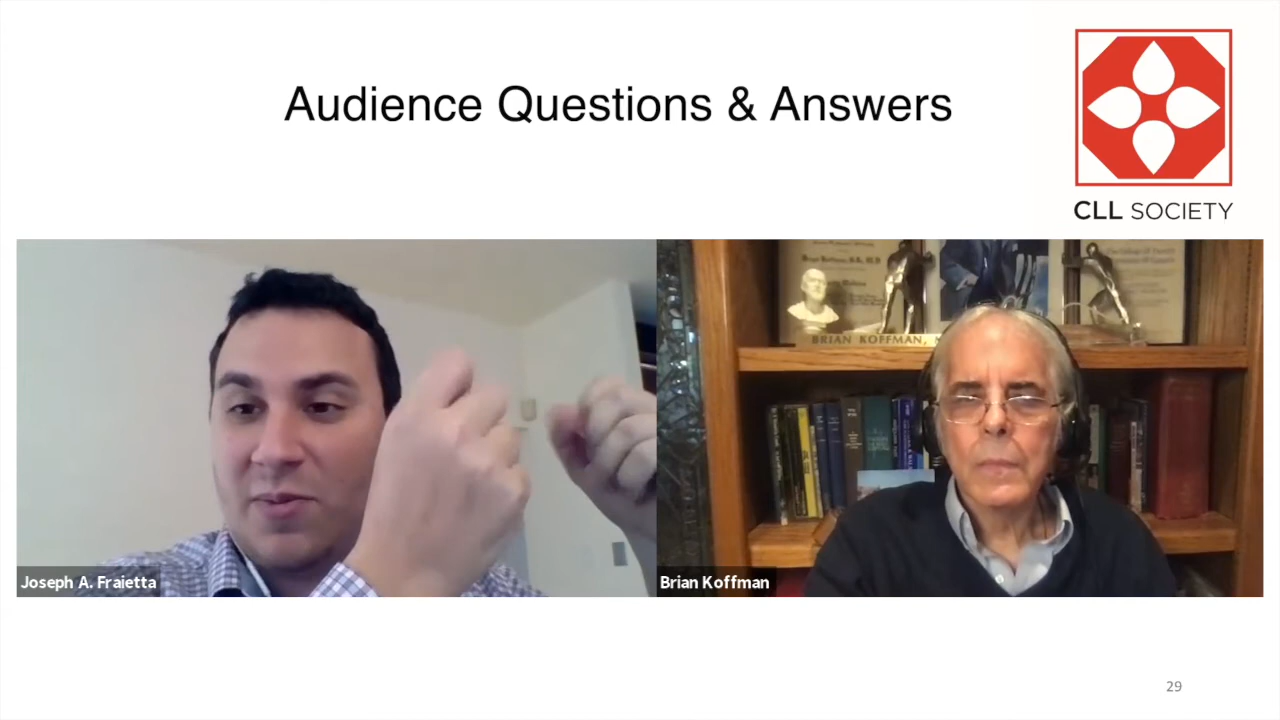 Audience Questions & Answers
CLL SOCIETY
BRIAN KOFFMAN,
Joseph A. Fraietta
Brian Koffman
29